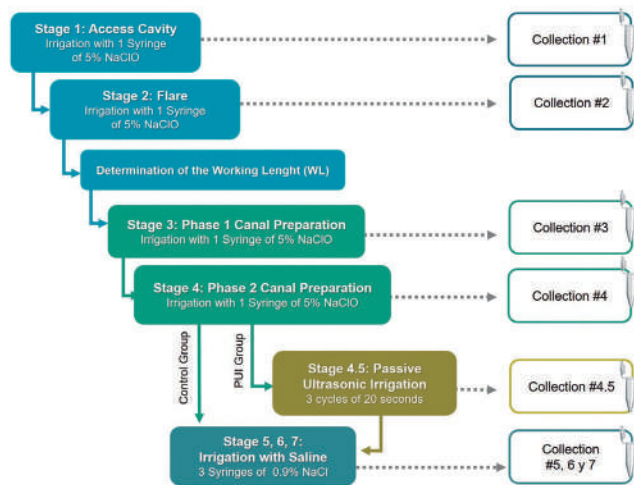 Stage 1: Access Cavity
Irrigation with 1 Syringe
of 5% NaClO
Collection #1
Stage 2: Flare
Irrigation with 1 Syringe
of 5% NaClO
Collection #2
Determination of the Working Lenght (WL)
Stage 3: Phase 1 Canal Preparation
Irrigation with 1 Syringe of 5% NaClO
Collection #3
Stage 4: Phase 2 Canal Preparation
Irrigation with 1 Syringe of 5% NaClO
Collection #4
Control Group
PUI Group
Stage 4.5: Passive
Ultrasonic Irrigation
3 cycles of 20 seconds
Collection #4.5
Stage 5, 6, 7:
Irrigation with Saline
3 Syringes of 0.9% NaCl
Collection
#5, 6 y 7